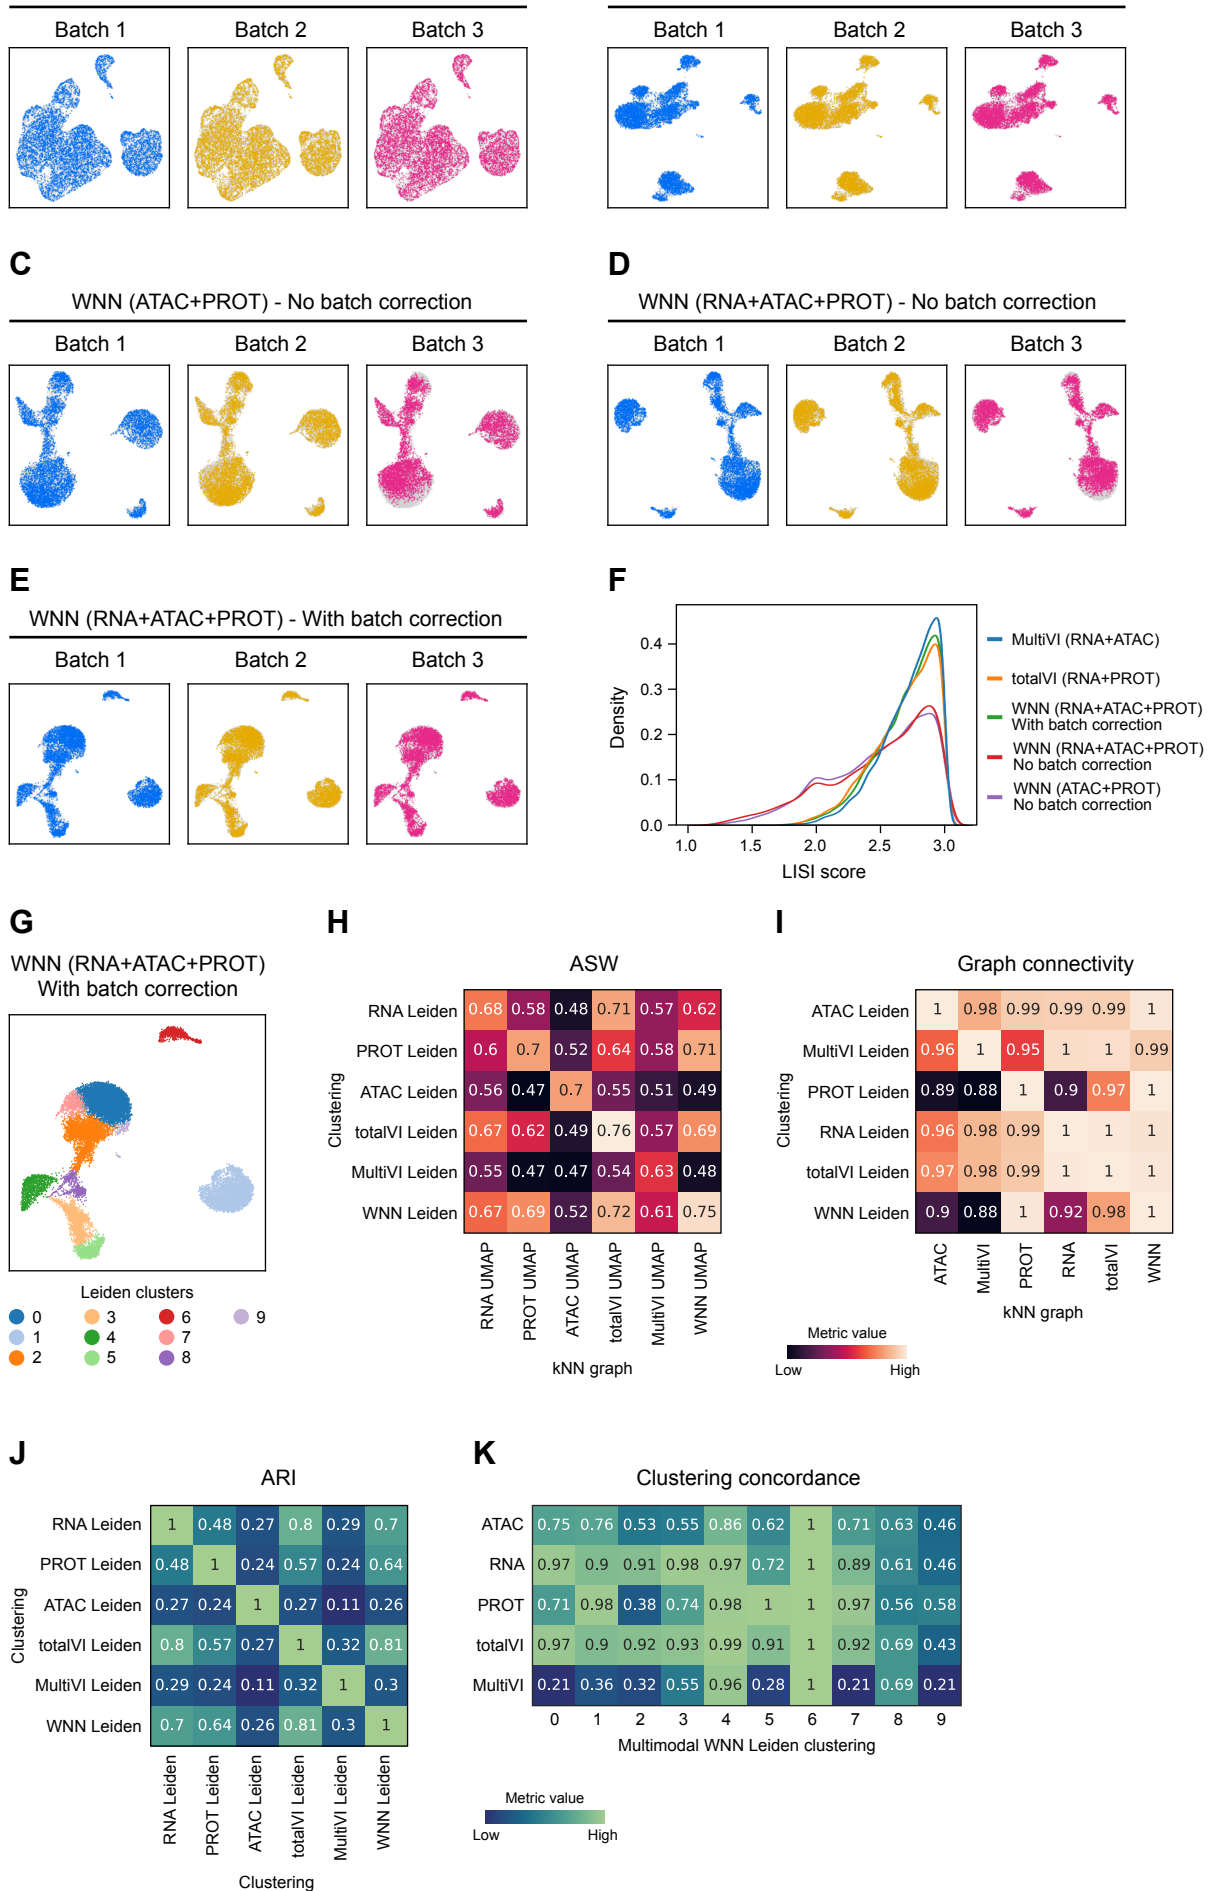 Batch 1 Batch 2 Batch 3 Batch 1 Batch 2 Batch 3
C D
WNN (ATAC+PROT) - No batch correction
Batch 1 Batch 2 Batch 3
WNN (RNA+ATAC+PROT) - No batch correction
Batch 1 Batch 2 Batch 3
E
WNN (RNA+ATAC+PROT) - With batch correction
Batch 1 Batch 2 Batch 3
F
Density
0.4
0.3
0.2
0.1
0.0
1.0 1.5 2.0 2.5 3.0
LISI score
MultiVI (RNA+ATAC)
totalVI (RNA+PROT)
WNN (RNA+ATAC+PROT)
With batch correction
WNN (RNA+ATAC+PROT)
No batch correction
WNN (ATAC+PROT)
No batch correction
G
WNN (RNA+ATAC+PROT)
With batch correction
Leiden clusters
0 3 6 9
1 4 7
2 5 8
H
ASW
Clustering
RNA Leiden 0.68 0.58 0.48 0.71 0.57 0.62
PROT Leiden 0.6 0.7 0.52 0.64 0.58 0.71
ATAC Leiden 0.56 0.47 0.7 0.55 0.51 0.49
totalVI Leiden 0.67 0.62 0.49 0.76 0.57 0.69
MultiVI Leiden 0.55 0.47 0.47 0.54 0.63 0.48
WNN Leiden 0.67 0.69 0.52 0.72 0.61 0.75
RNA UMAP PROT UMAP ATAC UMAP totalVI UMAP MultiVI UMAP WNN UMAP
kNN graph
I
Graph connectivity
Clustering
ATAC Leiden 1 0.98 0.99 0.99 0.99 1
MultiVI Leiden 0.96 1 0.95 1 1 0.99
PROT Leiden 0.89 0.88 1 0.9 0.97 1
RNA Leiden 0.96 0.98 0.99 1 1 1
totalVI Leiden 0.97 0.98 0.99 1 1 1
WNN Leiden 0.9 0.88 1 0.92 0.98 1
ATAC MultiVI PROT RNA totalVI WNN
kNN graph
Metric value
Low High
J
ARI
Clustering
RNA Leiden 1 0.48 0.27 0.8 0.29 0.7
PROT Leiden 0.48 1 0.24 0.57 0.24 0.64
ATAC Leiden 0.27 0.24 1 0.27 0.11 0.26
totalVI Leiden 0.8 0.57 0.27 1 0.32 0.81
MultiVI Leiden 0.29 0.24 0.11 0.32 1 0.3
WNN Leiden 0.7 0.64 0.26 0.81 0.3 1
RNA Leiden PROT Leiden ATAC Leiden totalVI Leiden MultiVI Leiden WNN Leiden
Clustering
K
Clustering concordance
ATAC 0.75 0.76 0.53 0.55 0.86 0.62 1 0.71 0.63 0.46
RNA 0.97 0.9 0.91 0.98 0.97 0.72 1 0.89 0.61 0.46
PROT 0.71 0.98 0.38 0.74 0.98 1 1 0.97 0.56 0.58
totalVI 0.97 0.9 0.92 0.93 0.99 0.91 1 0.92 0.69 0.43
MultiVI 0.21 0.36 0.32 0.55 0.96 0.28 1 0.21 0.69 0.21
0 1 2 3 4 5 6 7 8 9
Multimodal WNN Leiden clustering
Metric value
Low High